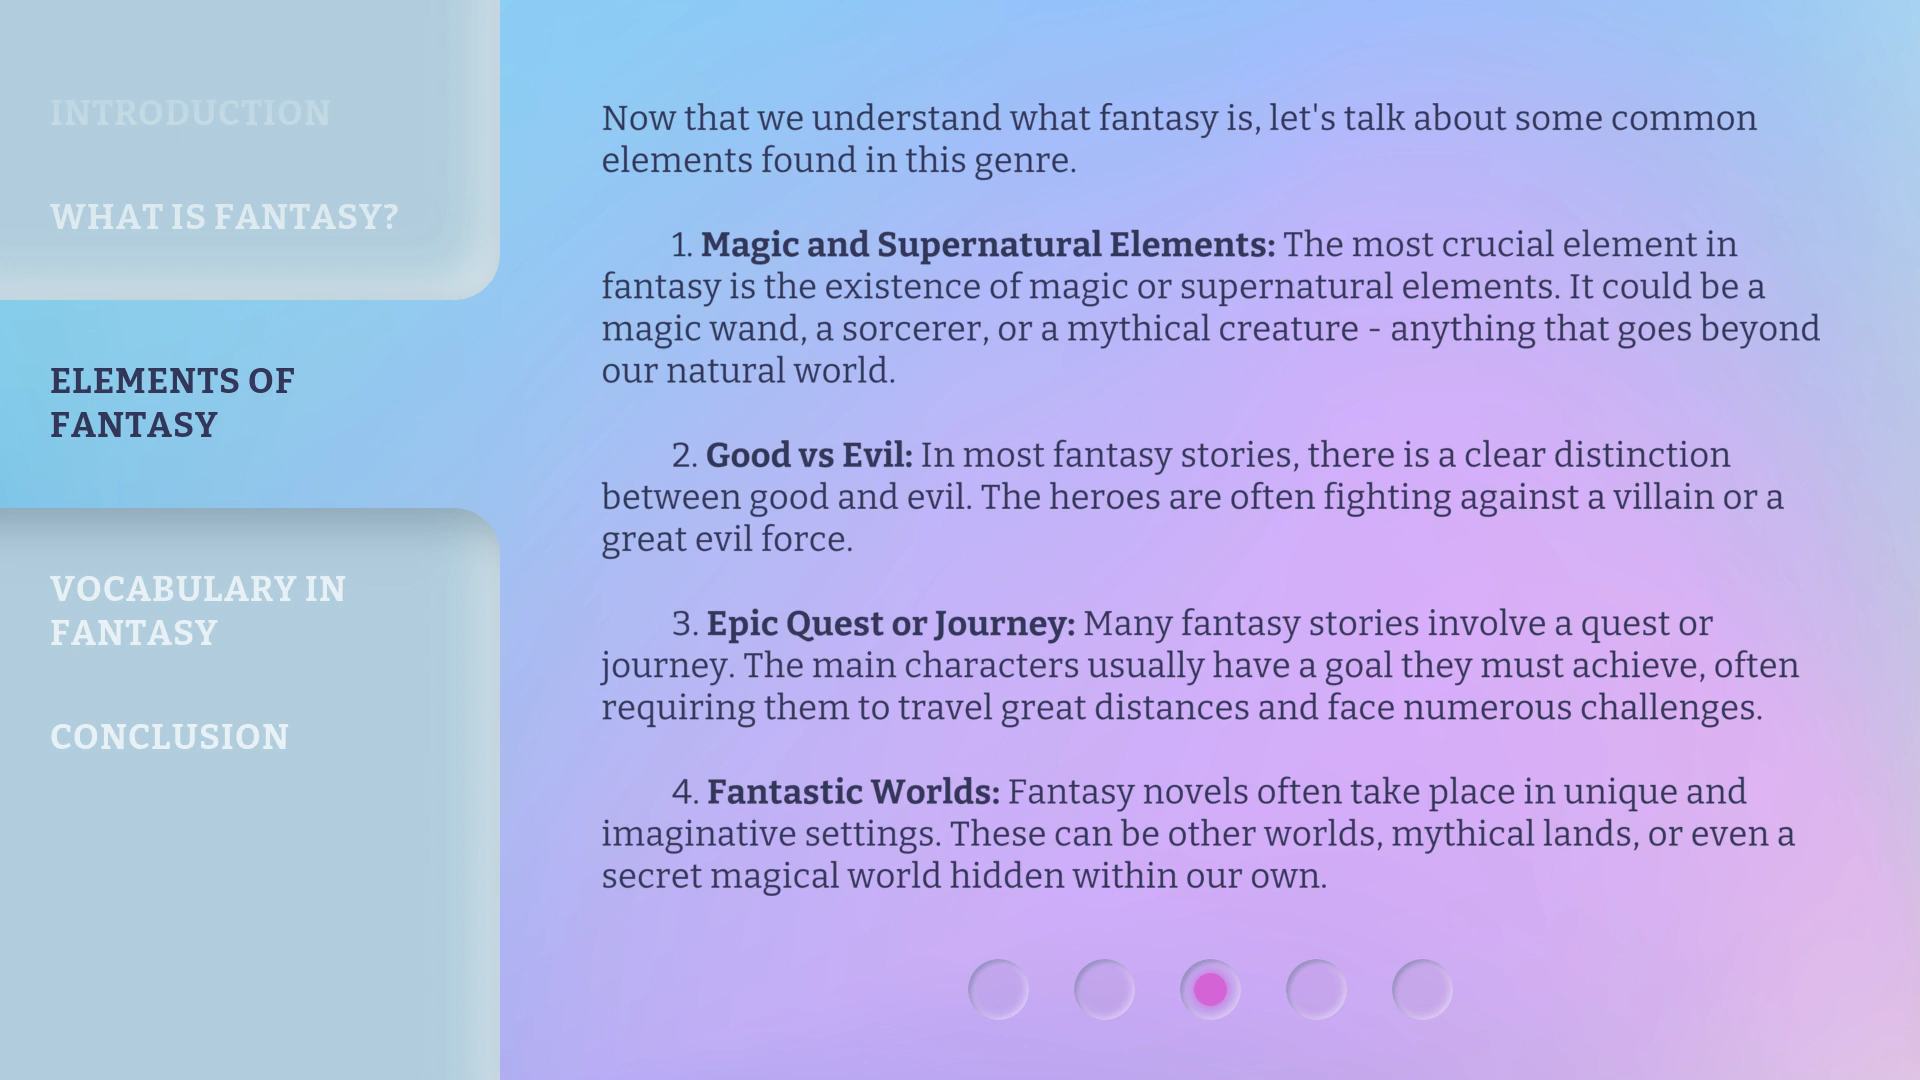 INTRODUCTION
WHAT IS FANTASY?
ELEMENTS OF
FANTASY
VOCABULARY IN
FANTASY
CONCLUSION
Now that we understand what fantasy is, let's talk about some common
elements found in this genre.
1. Magic and Supernatural Elements: The most crucial element in
fantasy is the existence of magic or supernatural elements. It could be a
magic wand, a sorcerer, or a mythical creature - anything that goes beyond
our natural world.
2. Good vs Evil: In most fantasy stories, there is a clear distinction
between good and evil. The heroes are often fighting against a villain or a
great evil force.
3. Epic Quest or Journey: Many fantasy stories involve a quest or
journey. The main characters usually have a goal they must achieve, often
requiring them to travel great distances and face numerous challenges.
4. Fantastic Worlds: Fantasy novels often take place in unique and
imaginative settings. These can be other worlds, mythical lands, or even a
secret magical world hidden within our own.